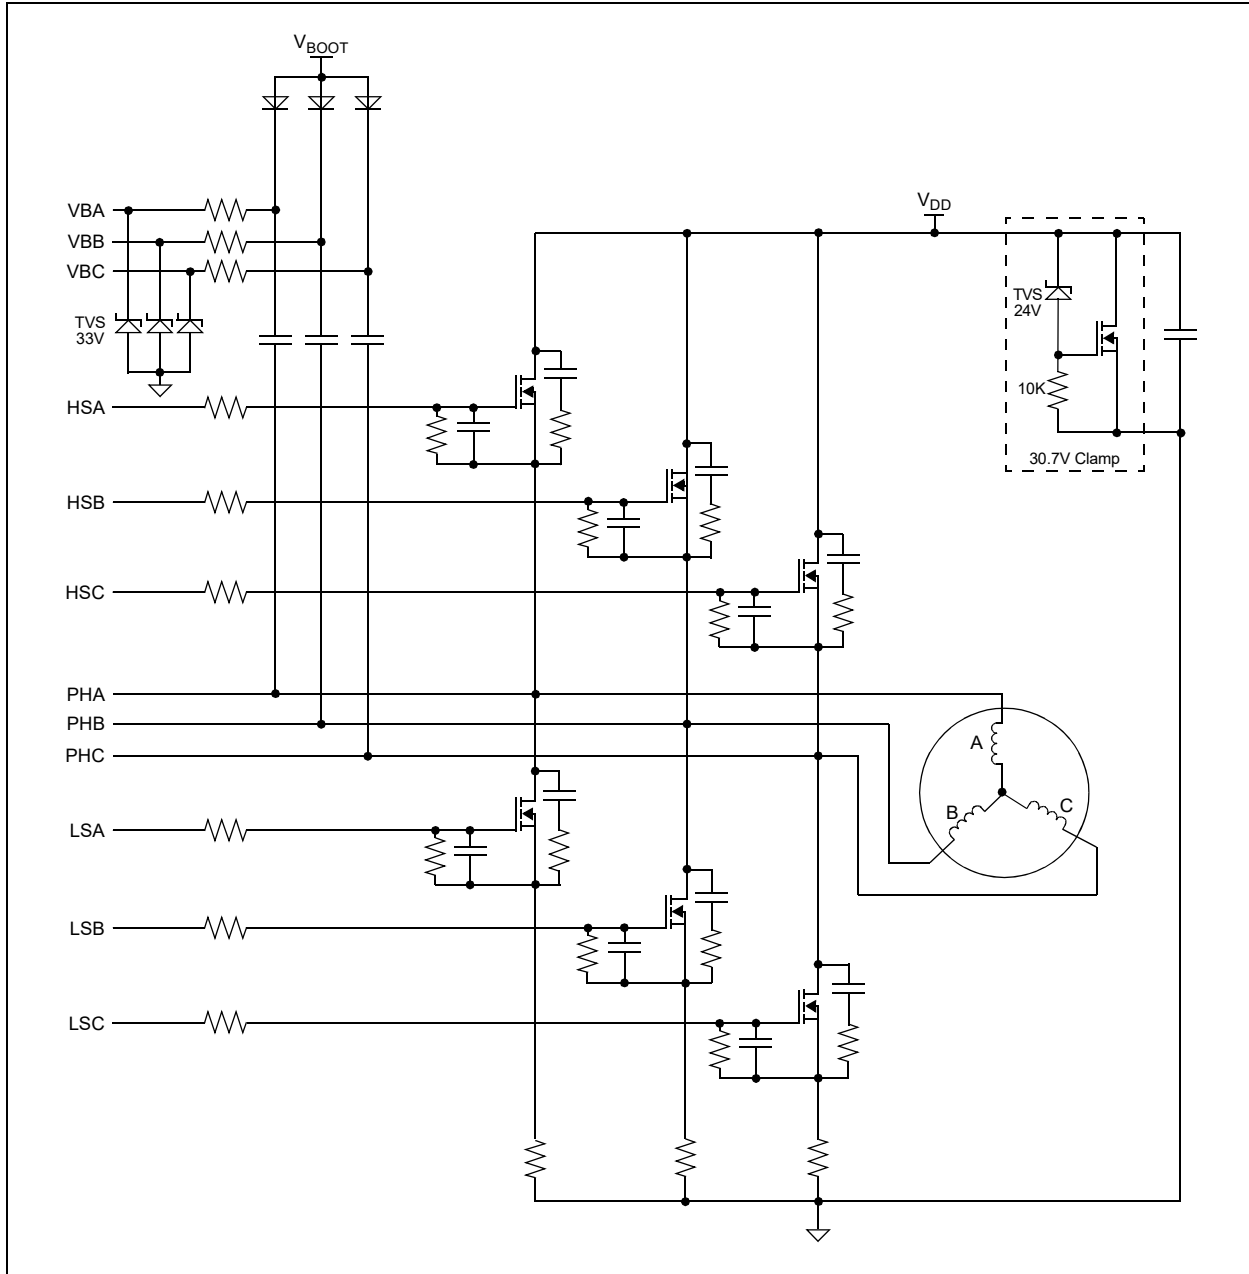 VBOOT
VBA
VBB
VBC
TVS
33V
VDD
TVS
24V
10K
30.7V Clamp
HSA
HSB
HSC
PHA
PHB
PHC
A
B
C
LSA
LSB
LSC